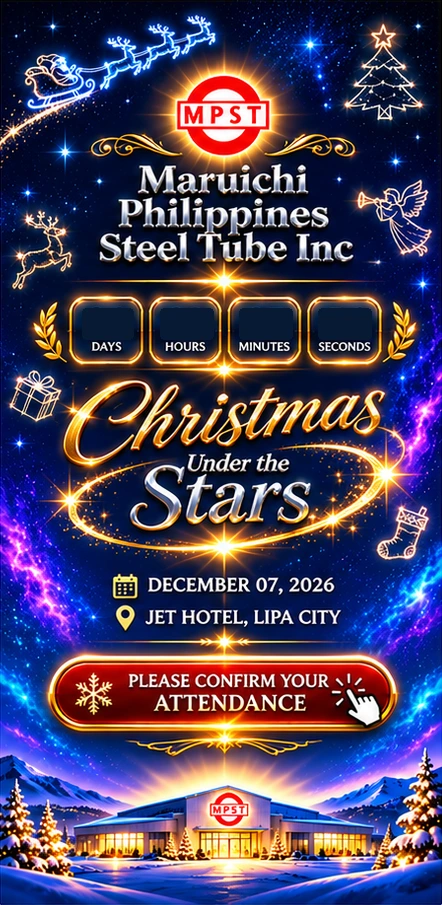 MPST
Maruichi
Philippines
Steel Tube Inc
DAYS HOURS MINUTES SECONDS
Christmas
Under the
Stars
DECEMBER 07, 2026
JET HOTEL, LIPA CITY
PLEASE CONFIRM YOUR
ATTENDANCE
MPST